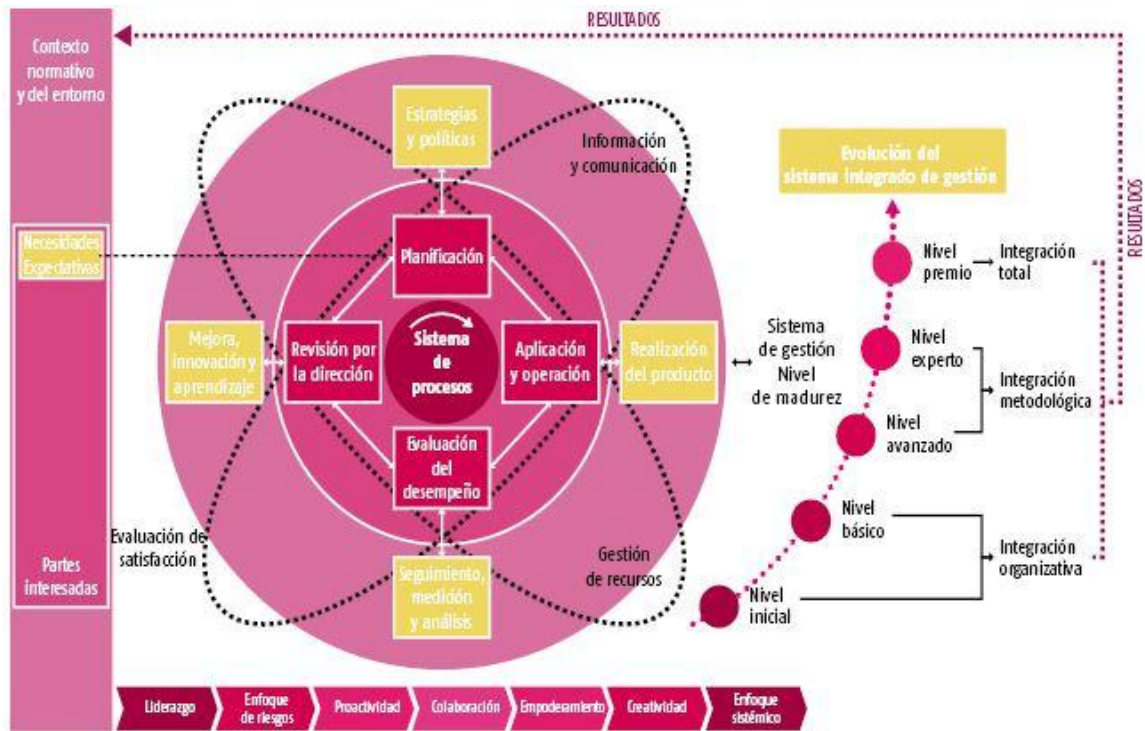 RESULTADOS
Contexto
normativo
y del entorno
Estrategias
y políticas
Información
y comunicación
Evolución del
sistema integrado de gestión
RESULTADOS
Necesidades
Expectativos
Planificación
Nivel
premio
Integración
total
Mejora,
innovación y
aprendizaje
Revisión por
la dirección
Sistema
de
procesos
Aplicación
y operación
Realización
del producto
Sistema
de gestión
Nivel
de madurez
Nivel
experto
Integración
metodológica
Nivel
avanzado
Evaluación
del
desempeño
Nivel
básico
Evaluación de
satisfacción
Gestión
de recursos
Integración
organizativa
Partes
interesadas
Seguimiento,
medición
y análisis
Nivel
inicial
Liderazgo
Enfoque
de riesgos
Proactividad
Colaboración
Empoderamiento
Creatividad
Enfoque
sistémico